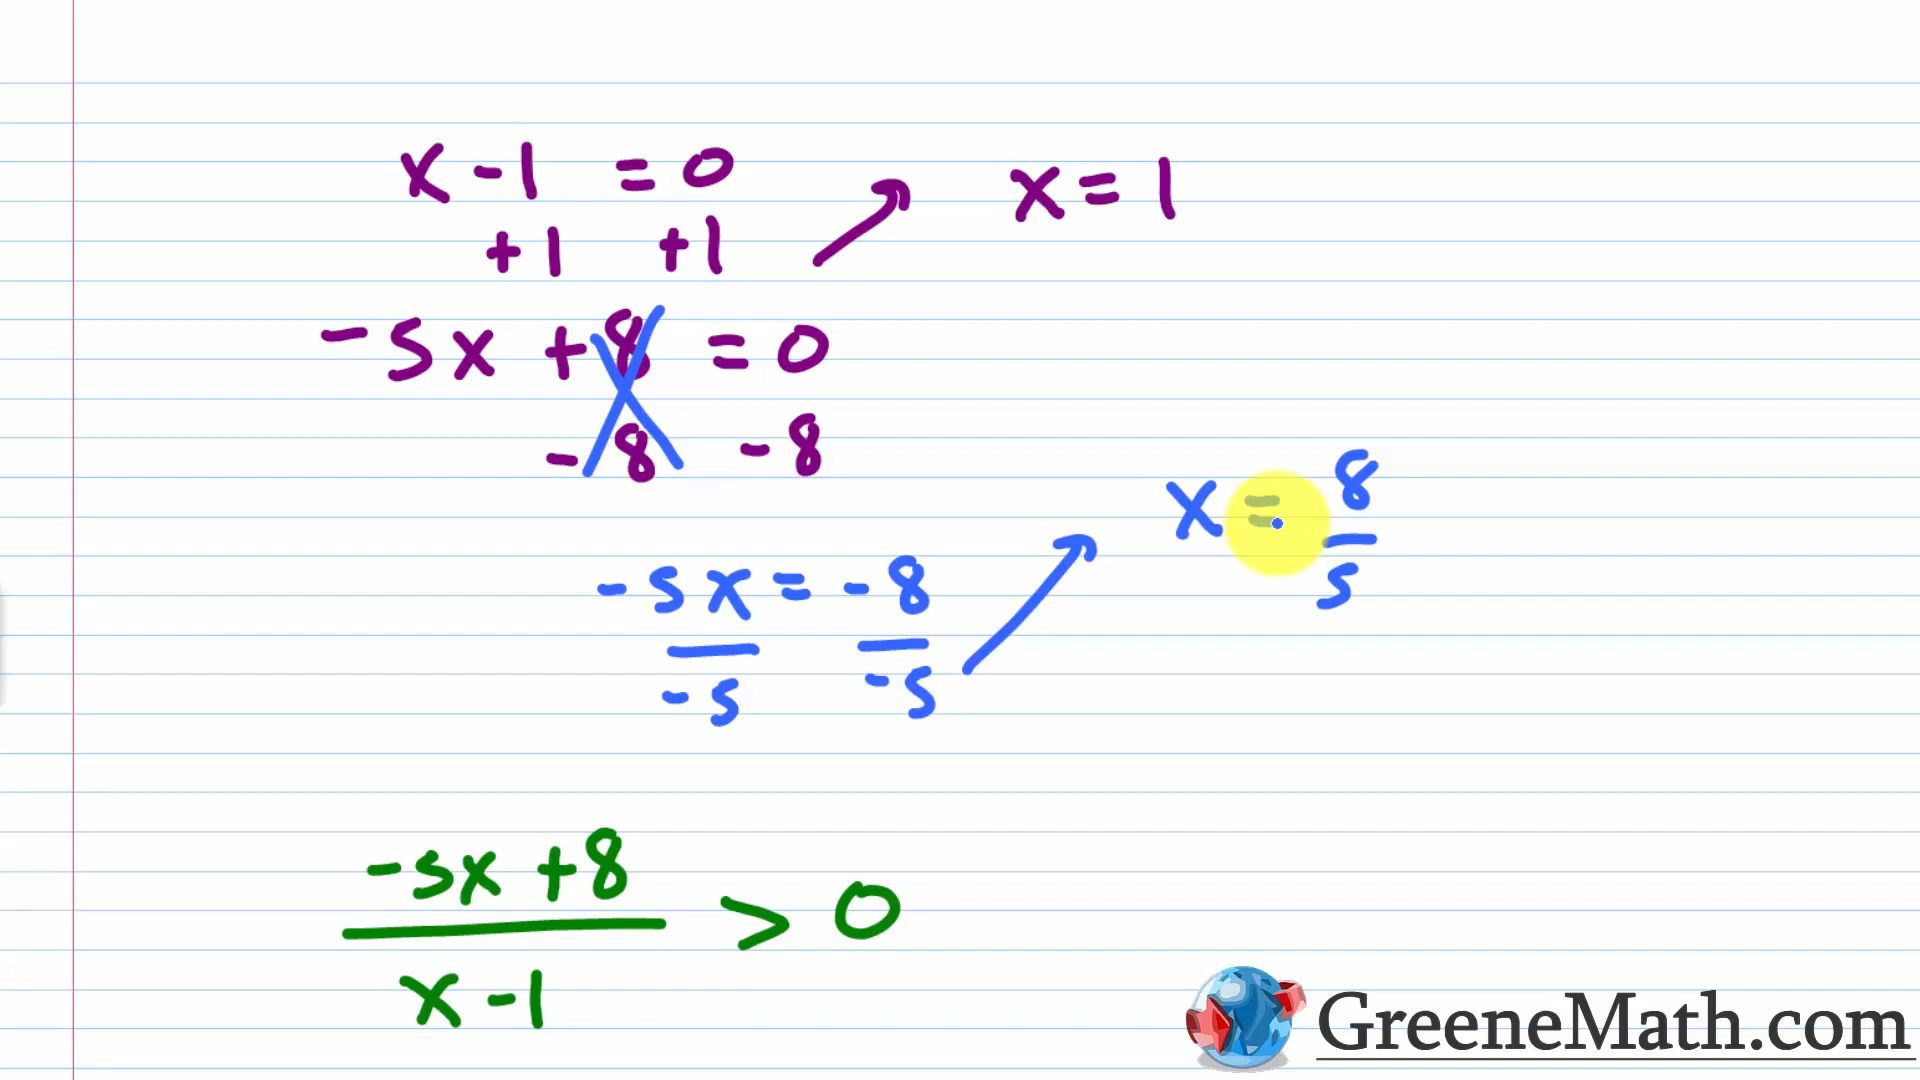 x - 1 = 0
+1 +1
x = 1
-5x + 8 = 0
- 8 - 8
-5x = -8
-5 -5
x = 8
5
-5x + 8
> 0
x - 1
GreeneMath.com